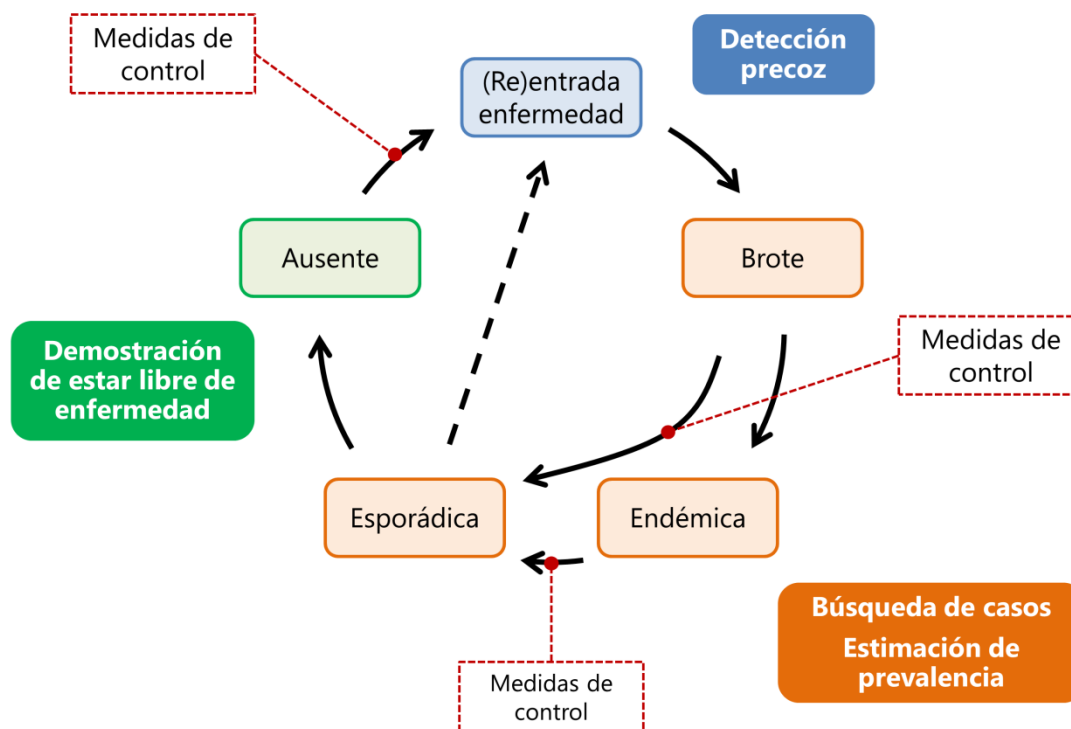 Medidas de
control
(Re)entrada
enfermedad
Detección
precoz
Ausente
Brote
Demostración
de estar libre de
enfermedad
Medidas de
control
Esporádica
Endémica
Búsqueda de casos
Estimación de
prevalencia
Medidas de
control